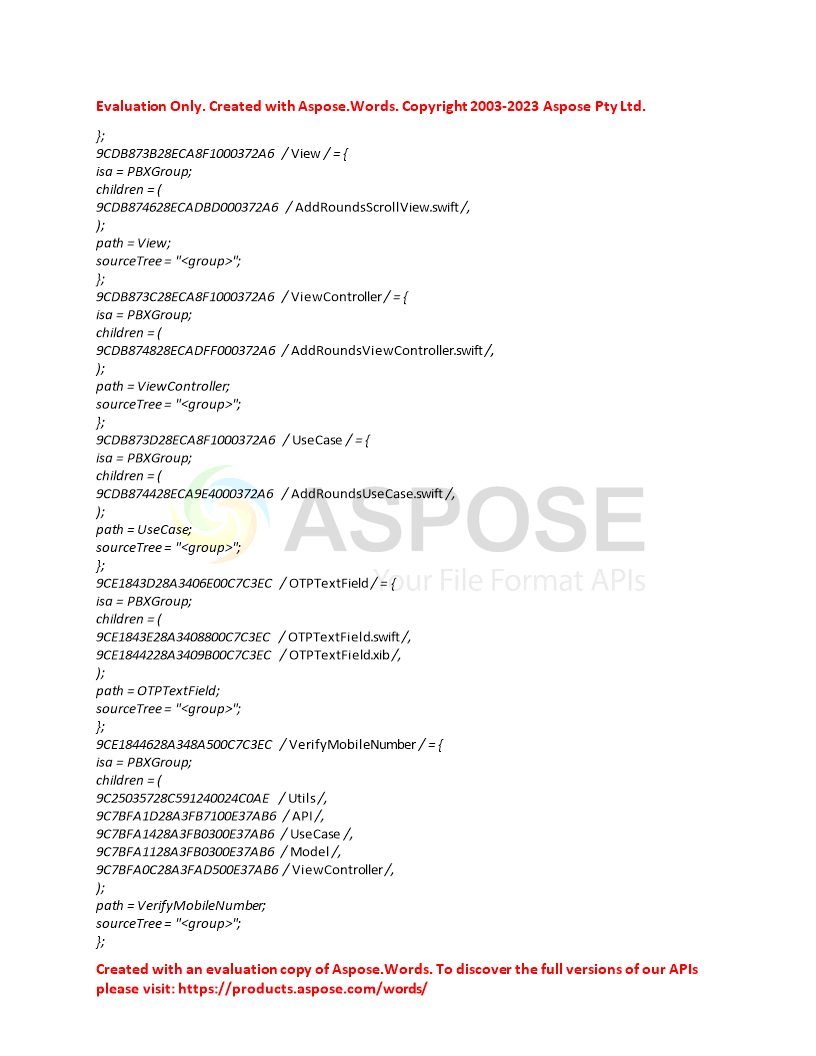 Evaluation Only. Created with Aspose.Words. Copyright 2003-2023 Aspose Pty Ltd.
};
9CDB873B28ECA8F1000372A6 / View / = {
isa = PBXGroup;
children = (
9CDB874628ECADBD000372A6 / AddRoundsScrollView.swift /,
);
path = View;
sourceTree = "<group>";
};
9CDB873C28ECA8F1000372A6 / ViewController / = {
isa = PBXGroup;
children = (
9CDB874828ECADFF000372A6 / AddRoundsViewController.swift /,
);
path = ViewController;
sourceTree = "<group>";
};
9CDB873D28ECA8F1000372A6 / UseCase / = {
isa = PBXGroup;
children = (
9CDB874428ECA9E4000372A6 / AddRoundsUseCase.swift /,
);
path = UseCase;
sourceTree = "<group>";
};
ASPOSE
Your File Format APIs
9CE1843D28A3406E00C7C3EC / OTPTextField / = {
isa = PBXGroup;
children = (
9CE1843E28A3408800C7C3EC / OTPTextField.swift /,
9CE1844228A3409B00C7C3EC / OTPTextField.xib /,
);
path = OTPTextField;
sourceTree = "<group>";
};
9CE1844628A348A500C7C3EC / VerifyMobileNumber / = {
isa = PBXGroup;
children = (
9C25035728C591240024C0AE / Utils /,
9C7BFA1D28A3FB7100E37AB6 / API /,
9C7BFA1428A3FB0300E37AB6 / UseCase /,
9C7BFA1128A3FB0300E37AB6 / Model /,
9C7BFA0C28A3FAD500E37AB6 / ViewController /,
);
path = VerifyMobileNumber;
sourceTree = "<group>";
};
Created with an evaluation copy of Aspose.Words. To discover the full versions of our APIs
please visit: https://products.aspose.com/words/